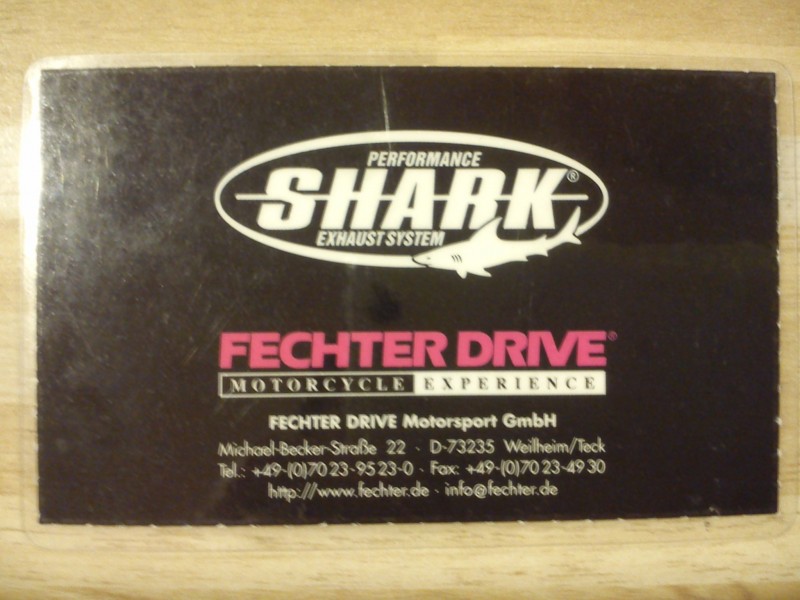 PERFORMANCE
SHARK®
EXHAUST SYSTEM
FECHTER DRIVE®
MOTORCYCLE EXPERIENCE
FECHTER DRIVE Motorsport GmbH
Michael-Becker-Straße 22 · D-73235 Weilheim/Teck
Tel.: +49-(0)70 23-95 23-0 · Fax: +49-(0)70 23-49 30
http://www.fechter.de · info@fechter.de